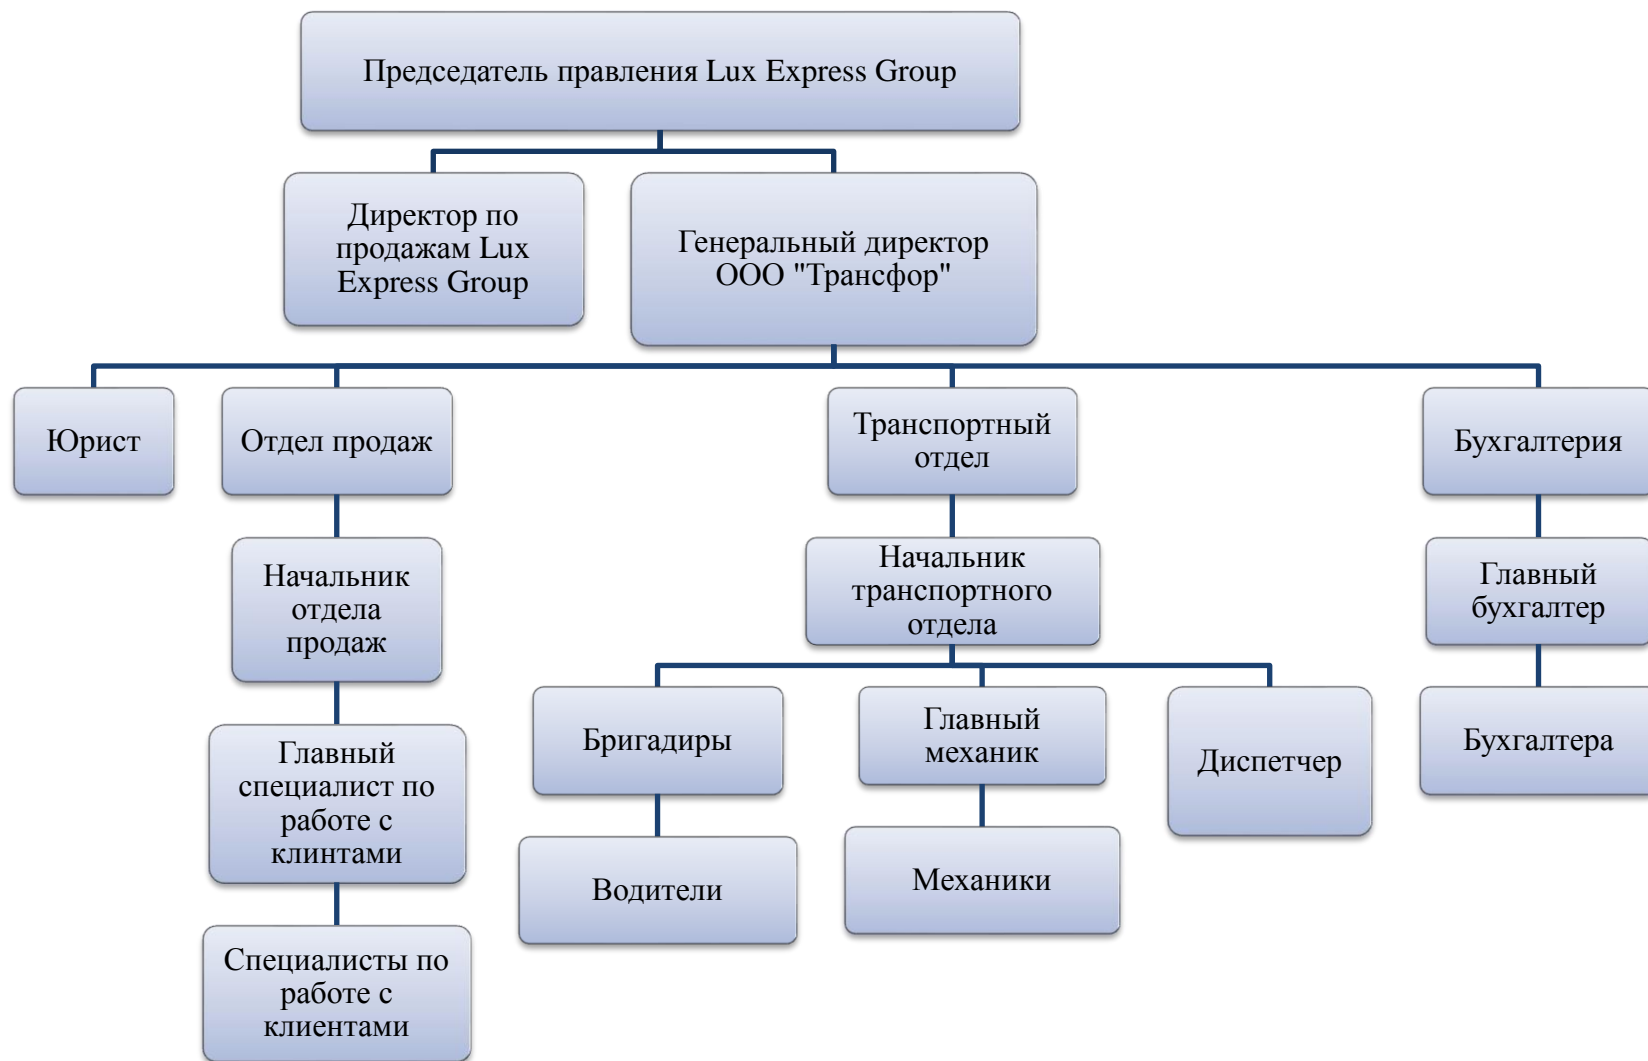 Председатель правления Lux Express Group
Директор по
продажам Lux
Express Group
Генеральный директор
ООО "Трансфор"
Юрист
Отдел продаж
Транспортный
отдел
Бухгалтерия
Начальник
отдела
продаж
Начальник
транспортного
отдела
Главный
бухгалтер
Главный
специалист по
работе с
клинтами
Бригадиры
Главный
механик
Диспетчер
Бухгалтера
Водители
Механики
Специалисты по
работе с
клиентами